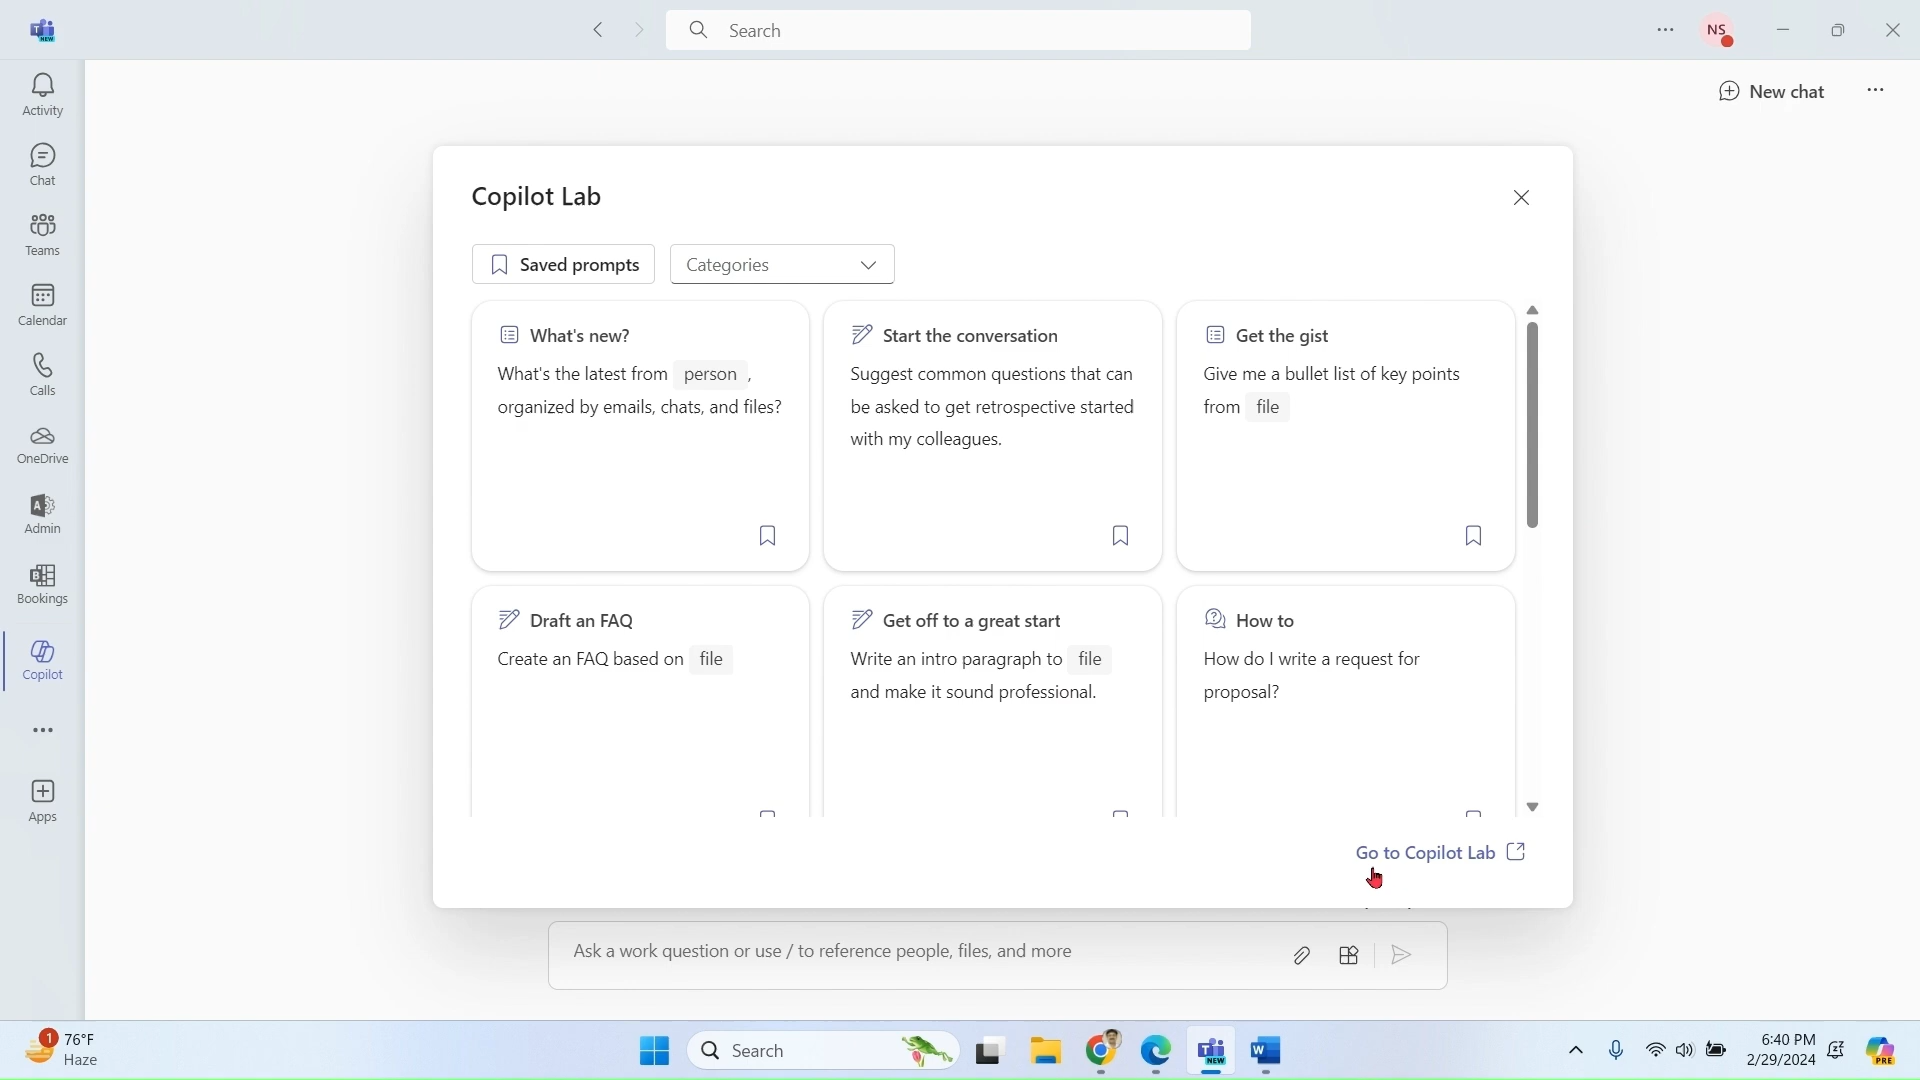 Search
NS
NEW
Activity
Chat
Teams
Calendar
Calls
OneDrive
Admin
Bookings
Copilot
Apps
New chat
Copilot Lab
Saved prompts
Categories
What's new?
What's the latest from person ,
organized by emails, chats, and files?
Start the conversation
Suggest common questions that can
be asked to get retrospective started
with my colleagues.
Get the gist
Give me a bullet list of key points
from file
Draft an FAQ
Create an FAQ based on file
Get off to a great start
Write an intro paragraph to file
and make it sound professional.
How to
How do I write a request for
proposal?
Go to Copilot Lab
Ask a work question or use / to reference people, files, and more
1
76°F
Haze
Search
NEW
W
6:40 PM
2/29/2024
PRE